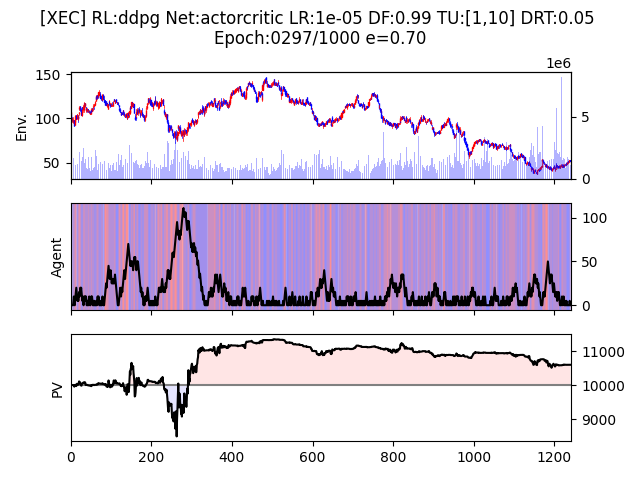 [XEC] RL:ddpg Net:actorcritic LR:1e-05 DF:0.99 TU:[1,10] DRT:0.05
Epoch:0297/1000 e=0.70
1e6
150
100
50
Env.
5
0
Agent
100
50
0
PV
11000
10000
9000
0 200 400 600 800 1000 1200